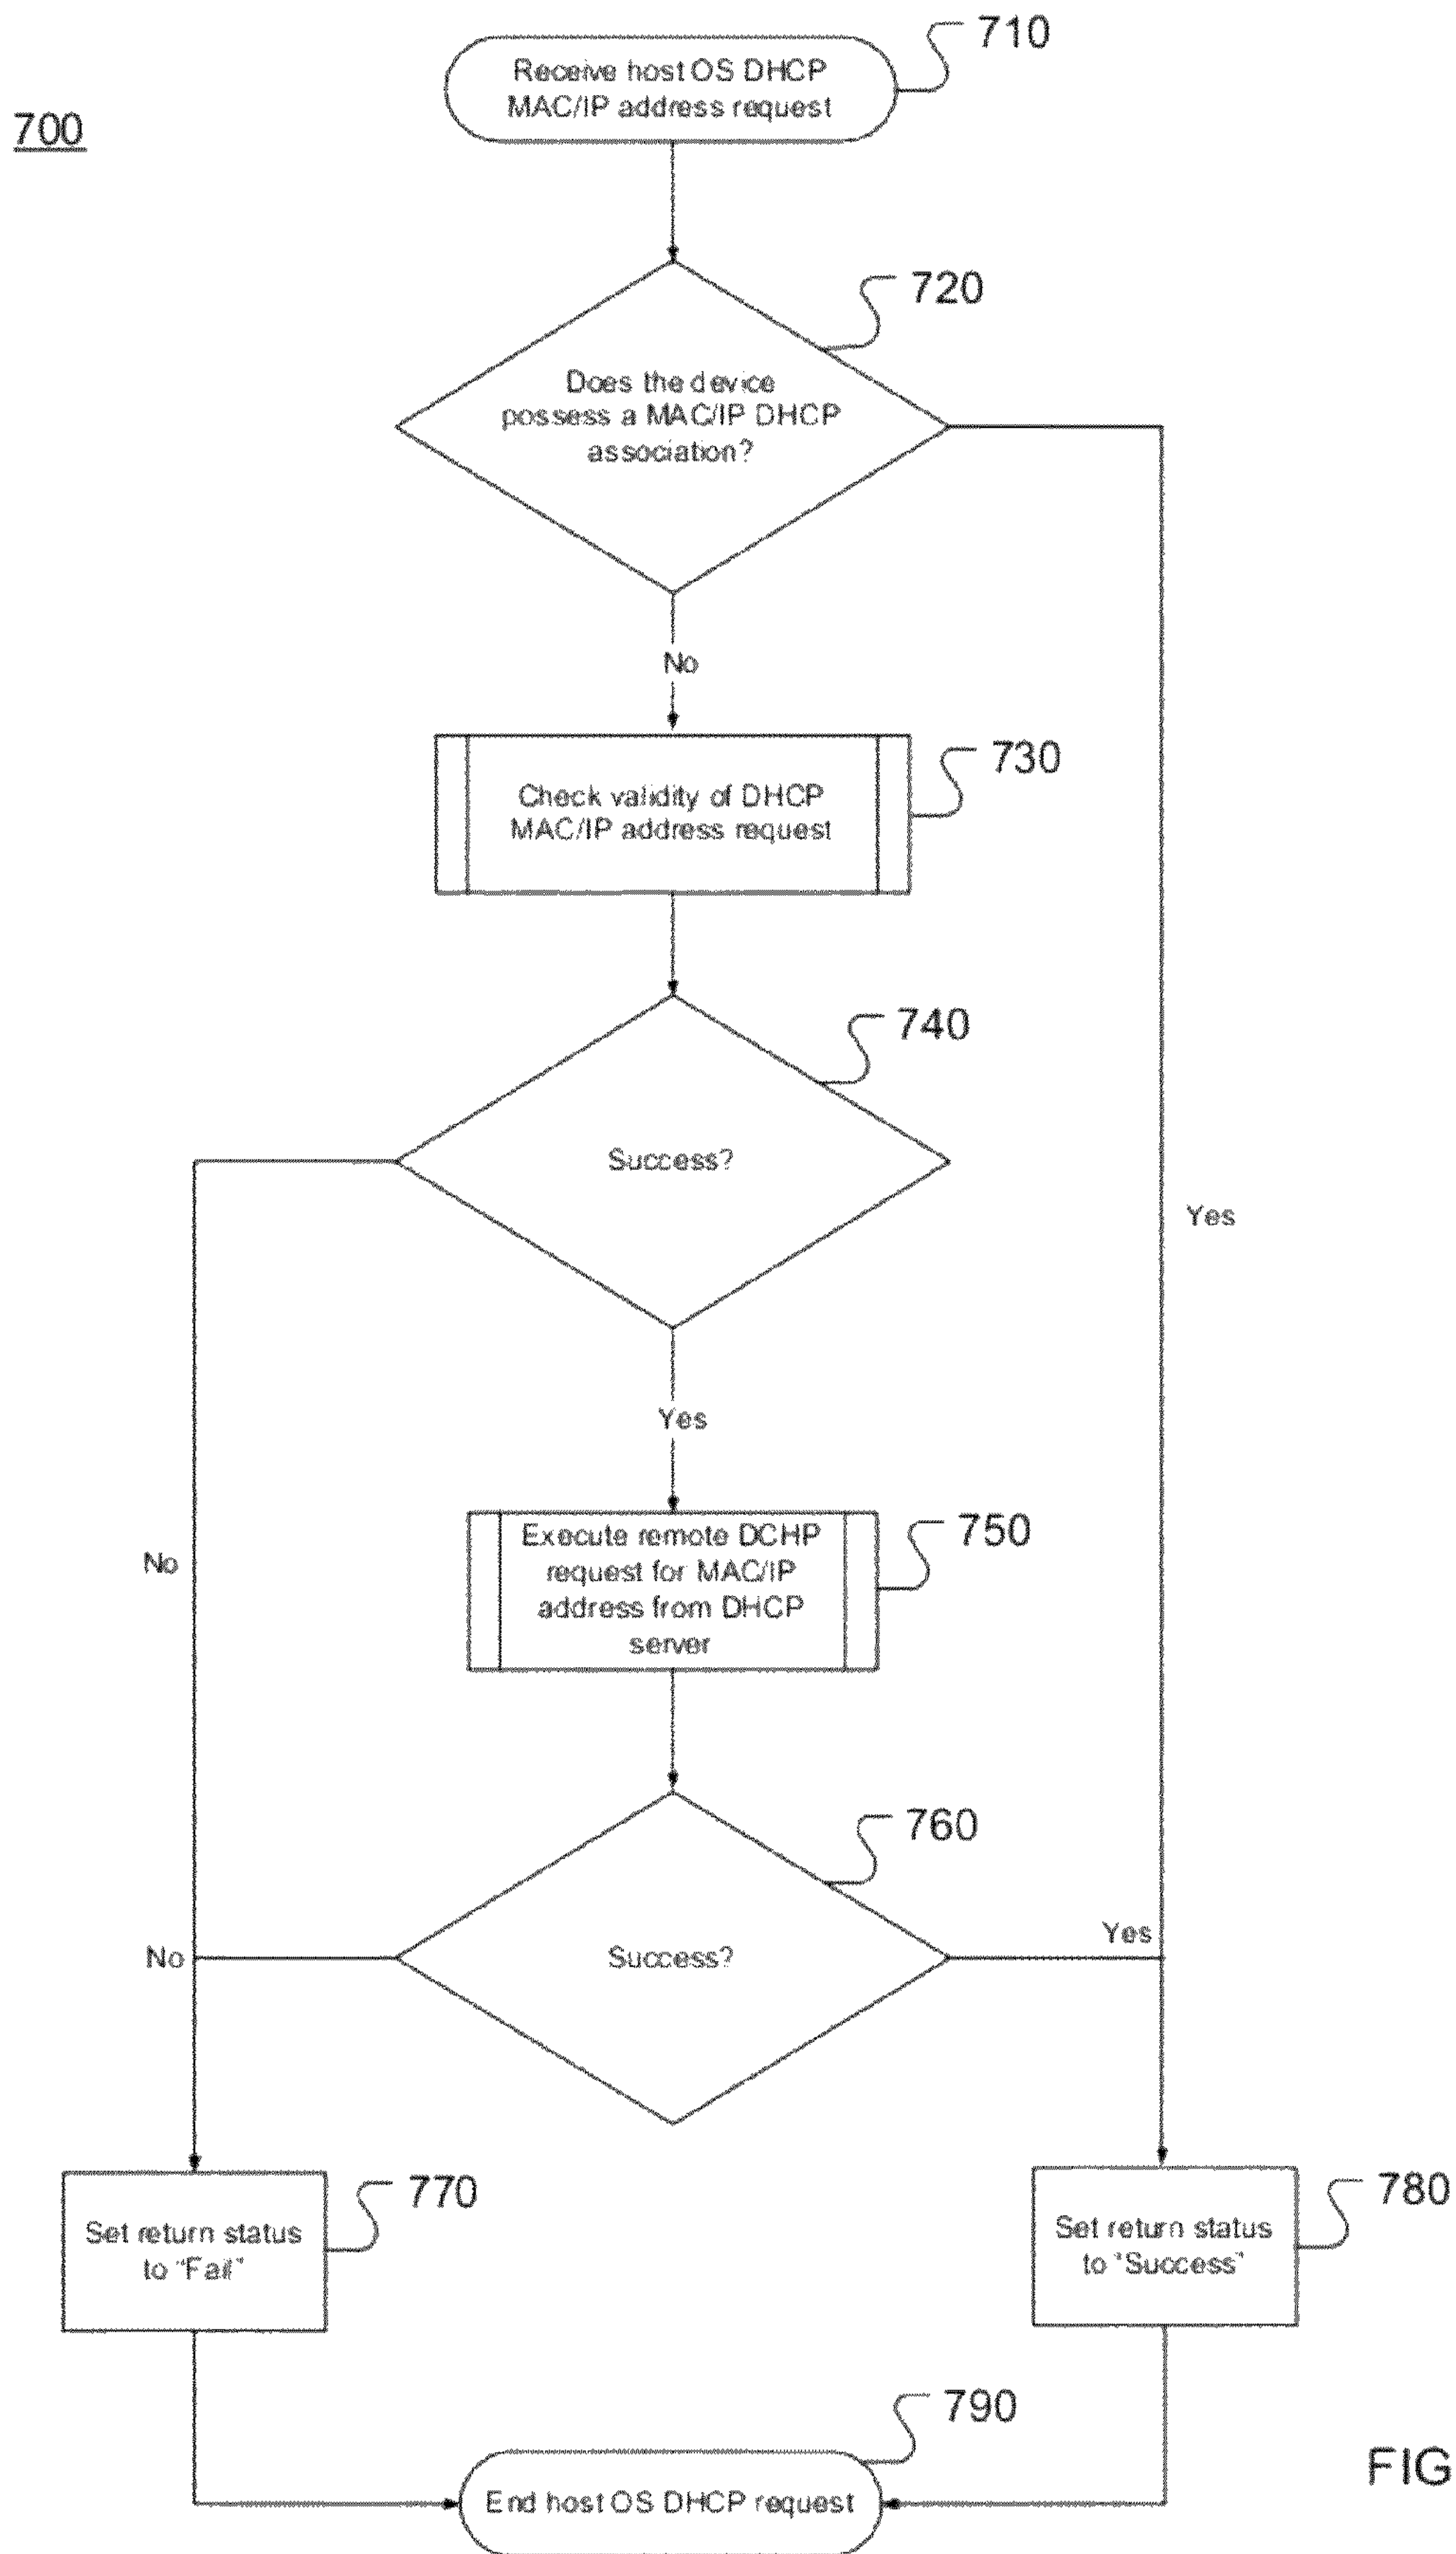 710
Receive host OS DHCP
MAC/IP address request
700
720
Does the device
possess a MAC/IP DHCP
association?
No
730
Check validity of DHCP
MAC/IP address request
740
Success?
Yes
Yes
750
Execute remote DCHP
request for MAC/IP
address from DHCP
server
No
760
Success?
Yes
No
770
Set return status
to "Fail"
780
Set return status
to "Success"
790
End host OS DHCP request
FIG